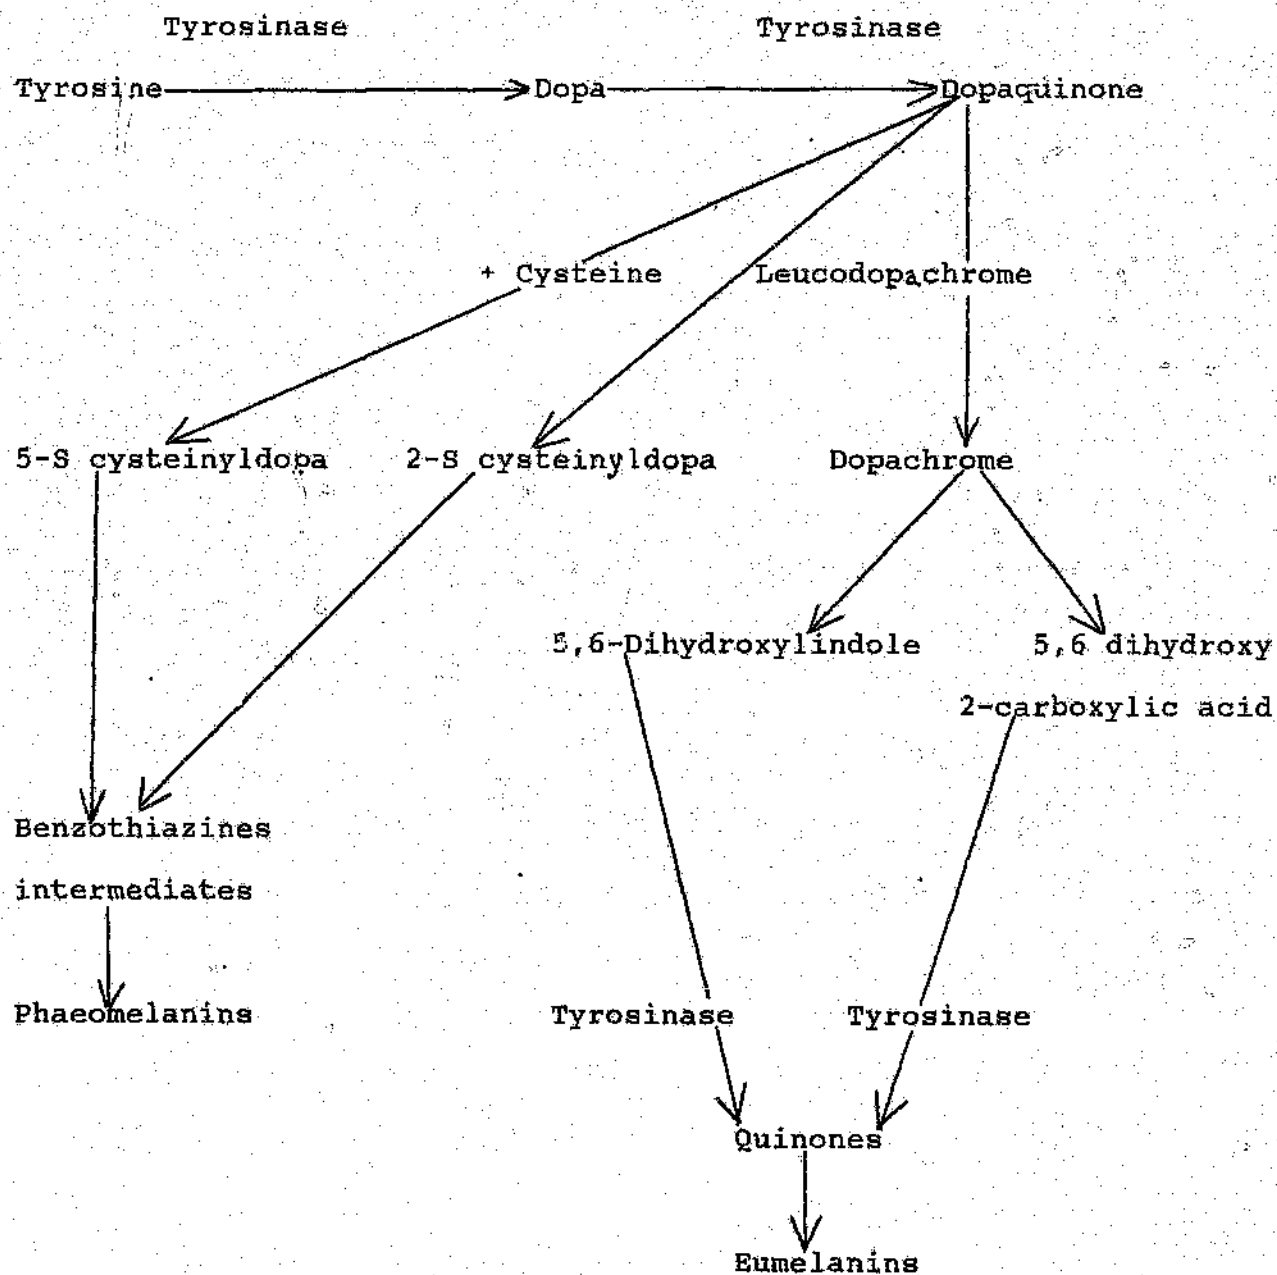 Tyrosinase Tyrosinase
Tyrosine Dopa Dopaquinone
+ Cysteine Leucodopachrome
5-S cysteinyldopa 2-S cysteinyldopa Dopachrome
5,6-Dihydroxylindole 5,6 dihydroxy
2-carboxylic acid
Benzothiazines
intermediates
Phaeomelanins Tyrosinase Tyrosinase
Quinones
Eumelanins